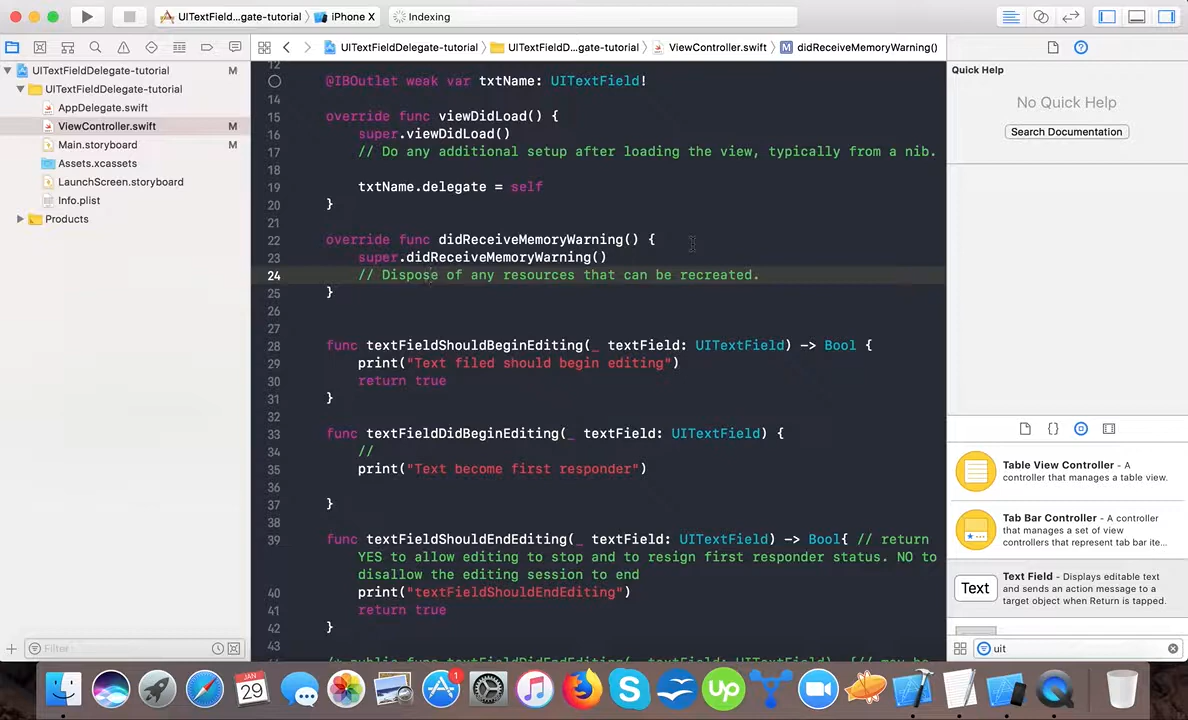 UITextField...gate-tutorial
iPhone X
Indexing
UITextFieldDelegate-tutorial
UITextFieldD...gate-tutorial
ViewController.swift
M
didReceiveMemoryWarning()
UITextFieldDelegate-tutorial
M
UITextFieldDelegate-tutorial
AppDelegate.swift
ViewController.swift
M
Main.storyboard
M
Assets.xcassets
LaunchScreen.storyboard
Info.plist
Products
Filter
12
@IBOutlet weak var txtName: UITextField!
14
15 override func viewDidLoad() {
16 super.viewDidLoad()
17 // Do any additional setup after loading the view, typically from a nib.
18
19 txtName.delegate = self
20 }
21
22 override func didReceiveMemoryWarning() {
23 super.didReceiveMemoryWarning()
24 // Dispose of any resources that can be recreated.
25 }
26
27
28 func textFieldShouldBeginEditing(_ textField: UITextField) -> Bool {
29 print("Text filed should begin editing")
30 return true
31 }
32
33 func textFieldDidBeginEditing(_ textField: UITextField) {
34 //
35 print("Text become first responder")
36
37 }
38
39 func textFieldShouldEndEditing(_ textField: UITextField) -> Bool{ // return
YES to allow editing to stop and to resign first responder status. NO to
disallow the editing session to end
40 print("textFieldShouldEndEditing")
41 return true
42 }
43
Quick Help
No Quick Help
Search Documentation
Table View Controller - A
controller that manages a table view.
Tab Bar Controller - A controller
that manages a set of view
controllers that represent tab bar ite...
Text
Text Field - Displays editable text
and sends an action message to a
target object when Return is tapped.
uit
JAN
29
1
Up